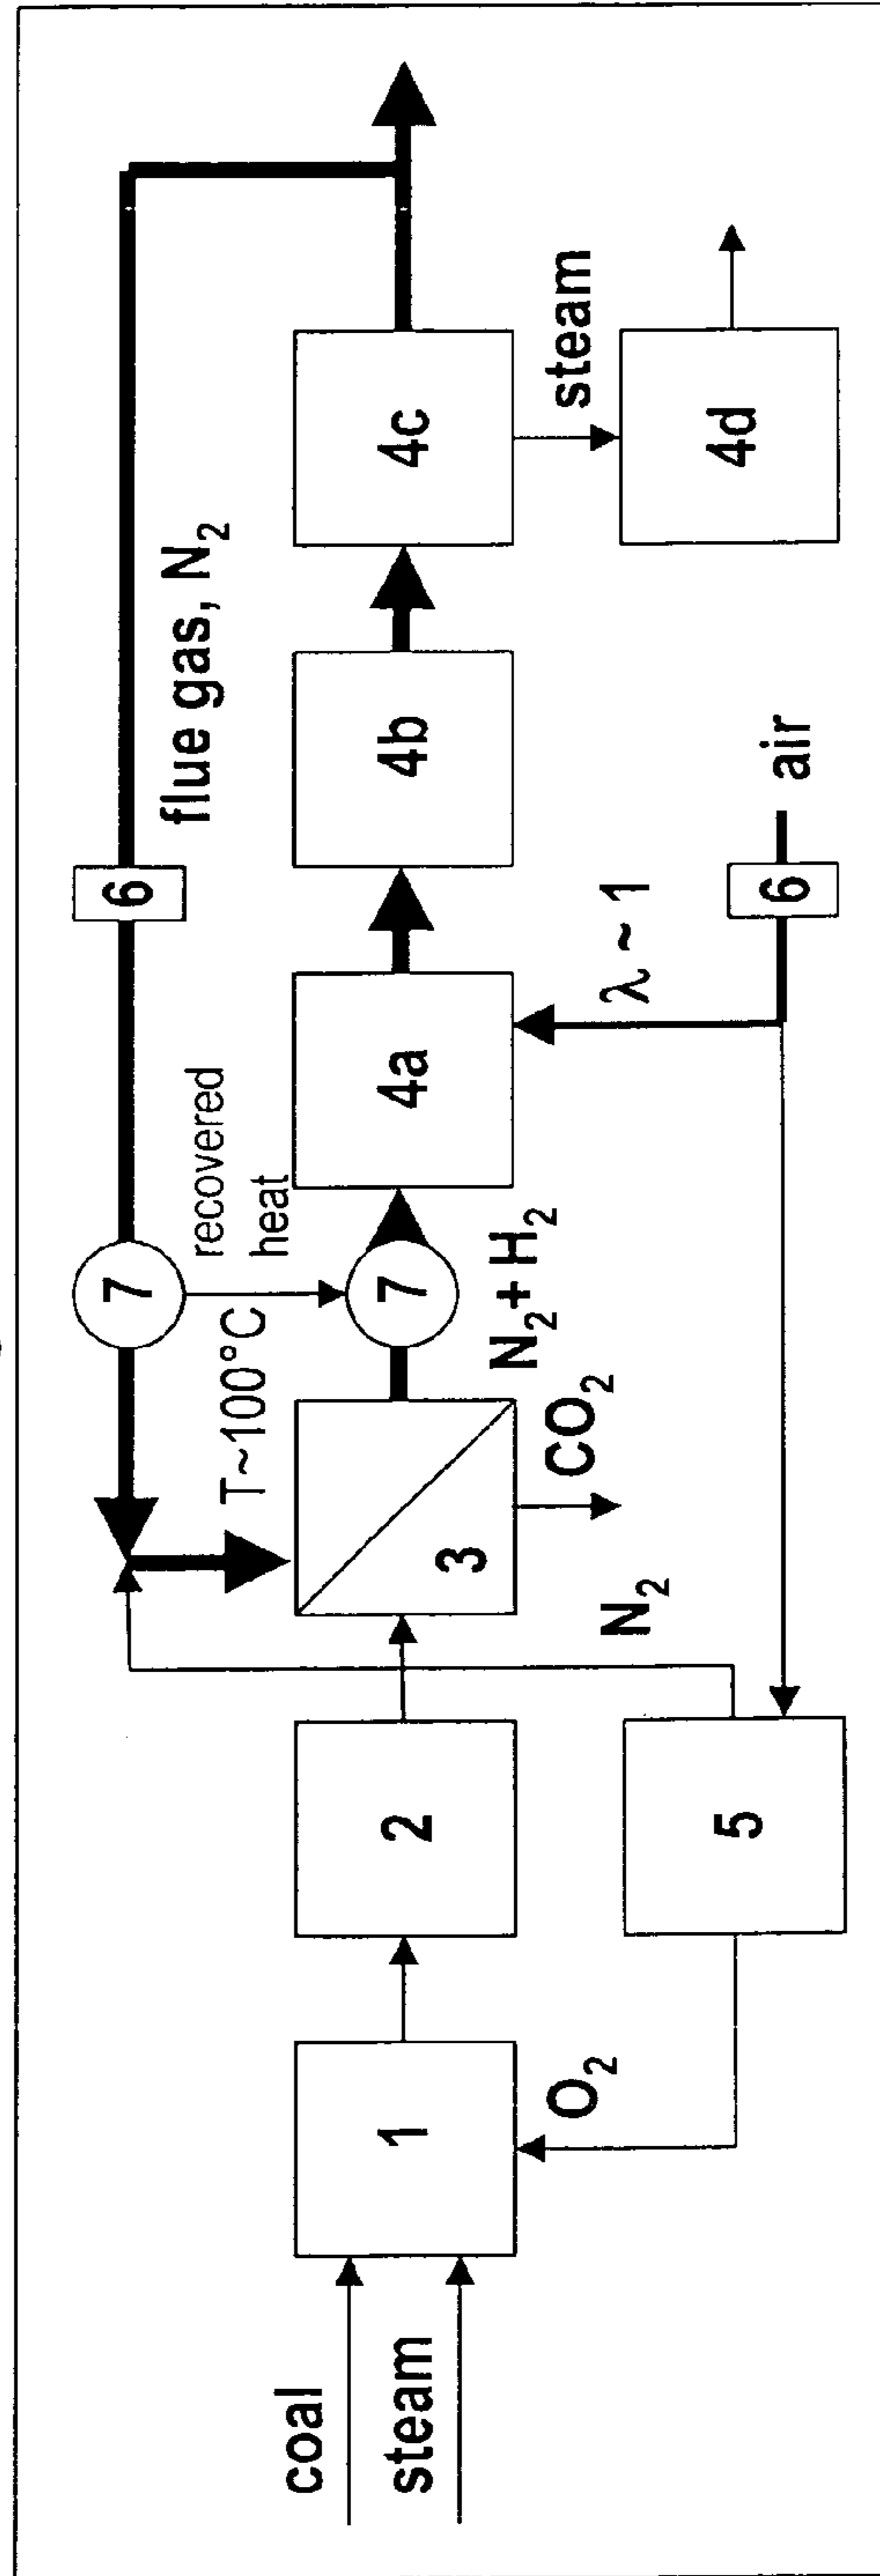 flue gas, N2
6
7
recovered
heat
T~100°C
coal
steam
1
2
3
7
4a
4b
4c
N2+ H2
CO2
steam
O2
N2
λ ~ 1
5
6
air
4d